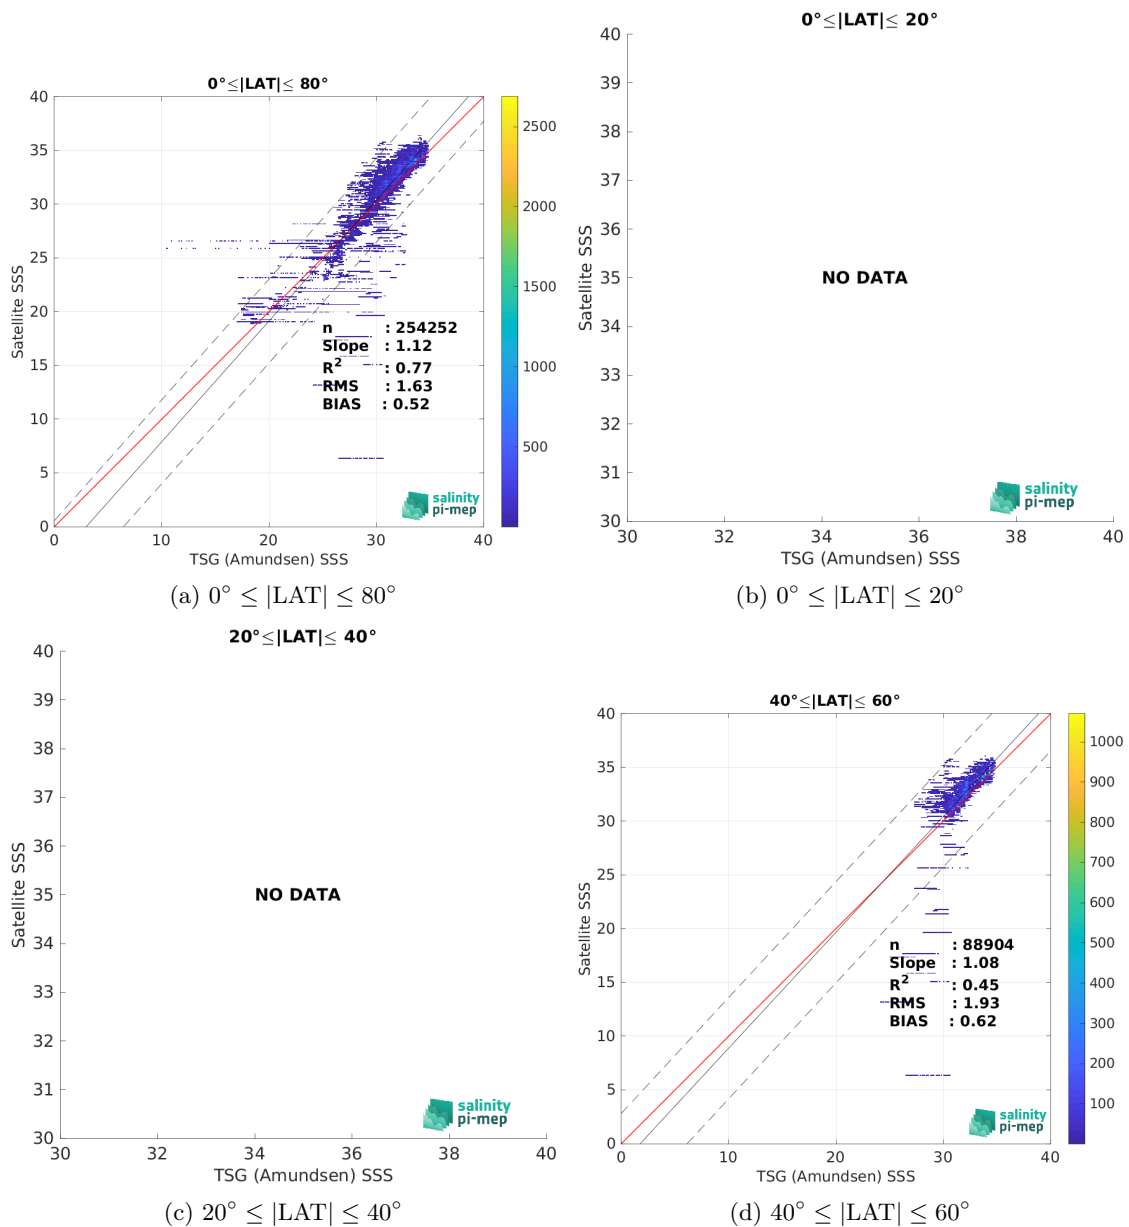 0°≤|LAT|≤ 80°
40
35
30
25
20
15
10
5
0
0
10
20
30
40
2500
2000
1500
1000
500
Satellite SSS
TSG (Amundsen) SSS
n : 254252
Slope : 1.12
R² : 0.77
RMS : 1.63
BIAS : 0.52
salinity
pi-mep
(a) 0° ≤ |LAT| ≤ 80°
0°≤|LAT|≤ 20°
40
39
38
37
36
35
34
33
32
31
30
30
32
34
36
38
40
Satellite SSS
TSG (Amundsen) SSS
NO DATA
salinity
pi-mep
(b) 0° ≤ |LAT| ≤ 20°
20°≤|LAT|≤ 40°
40
39
38
37
36
35
34
33
32
31
30
30
32
34
36
38
40
Satellite SSS
TSG (Amundsen) SSS
NO DATA
salinity
pi-mep
(c) 20° ≤ |LAT| ≤ 40°
40°≤|LAT|≤ 60°
40
35
30
25
20
15
10
5
0
0
10
20
30
40
1000
900
800
700
600
500
400
300
200
100
Satellite SSS
TSG (Amundsen) SSS
n : 88904
Slope : 1.08
R² : 0.45
RMS : 1.93
BIAS : 0.62
salinity
pi-mep
(d) 40° ≤ |LAT| ≤ 60°